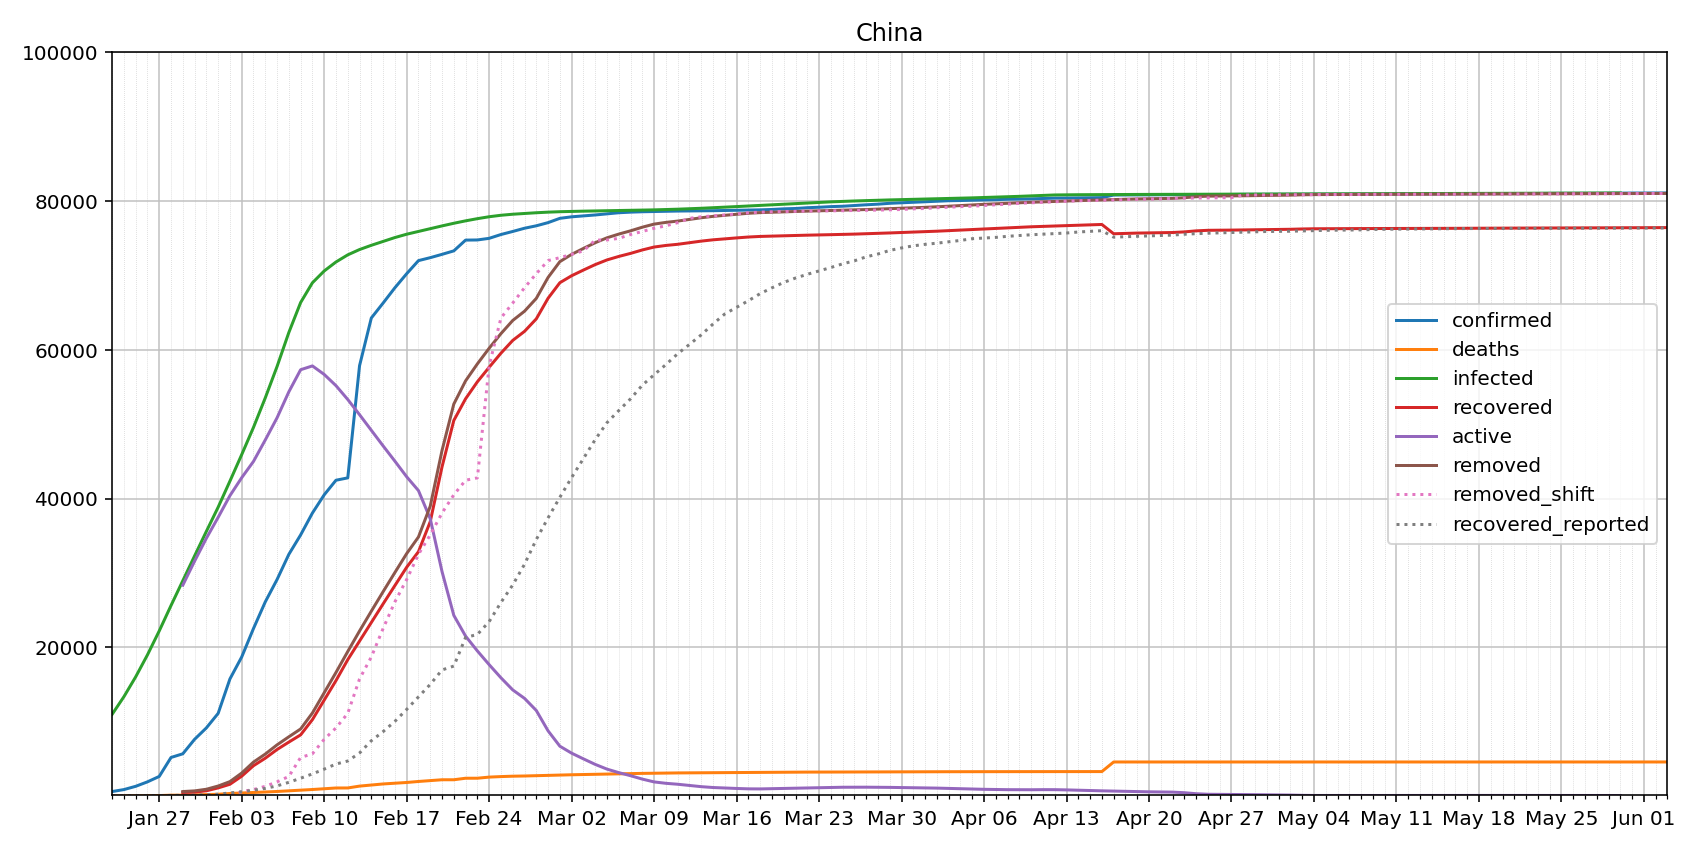 China
100000
80000
60000
40000
20000
confirmed
deaths
infected
recovered
active
removed
removed_shift
recovered_reported
Jan 27 Feb 03 Feb 10 Feb 17 Feb 24 Mar 02 Mar 09 Mar 16 Mar 23 Mar 30 Apr 06 Apr 13 Apr 20 Apr 27 May 04 May 11 May 18 May 25 Jun 01